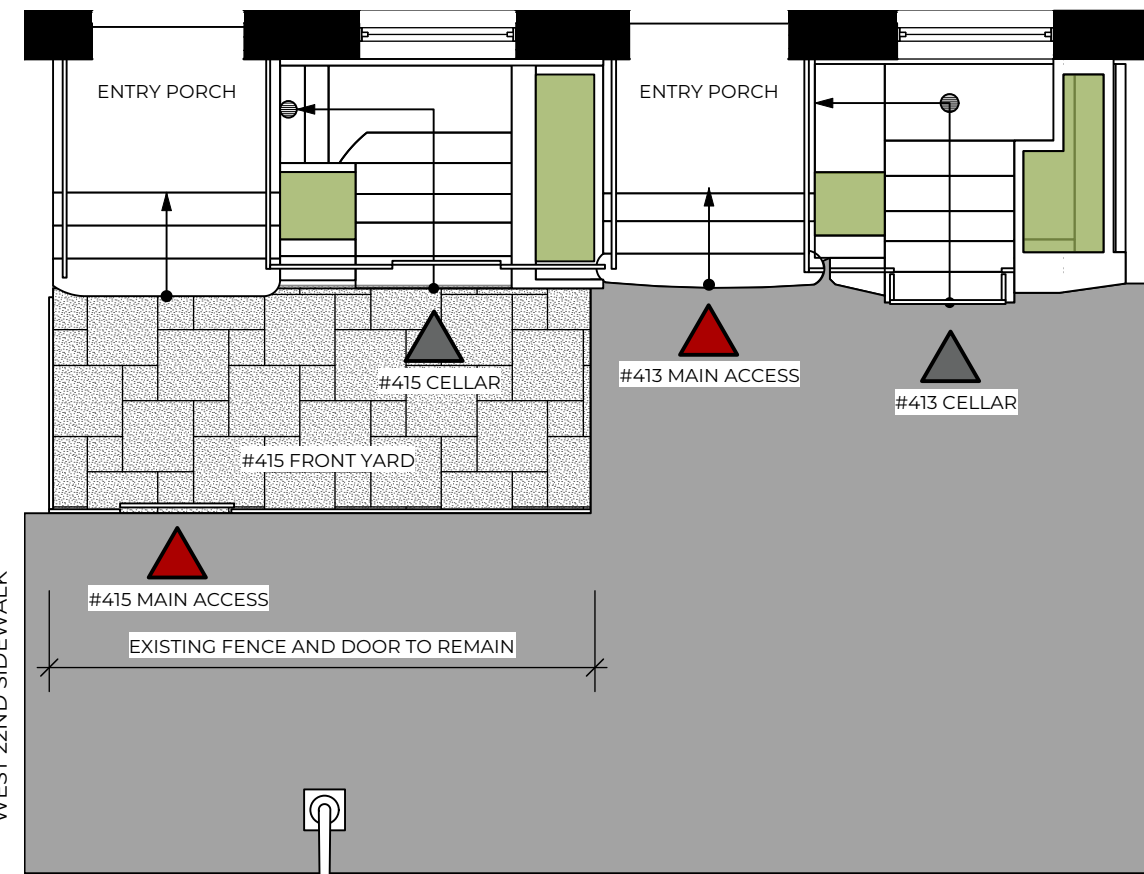 ENTRY PORCH
ENTRY PORCH
#415 CELLAR
#413 MAIN ACCESS
#413 CELLAR
#415 FRONT YARD
#415 MAIN ACCESS
EXISTING FENCE AND DOOR TO REMAIN
WEST 22ND SIDEWALK